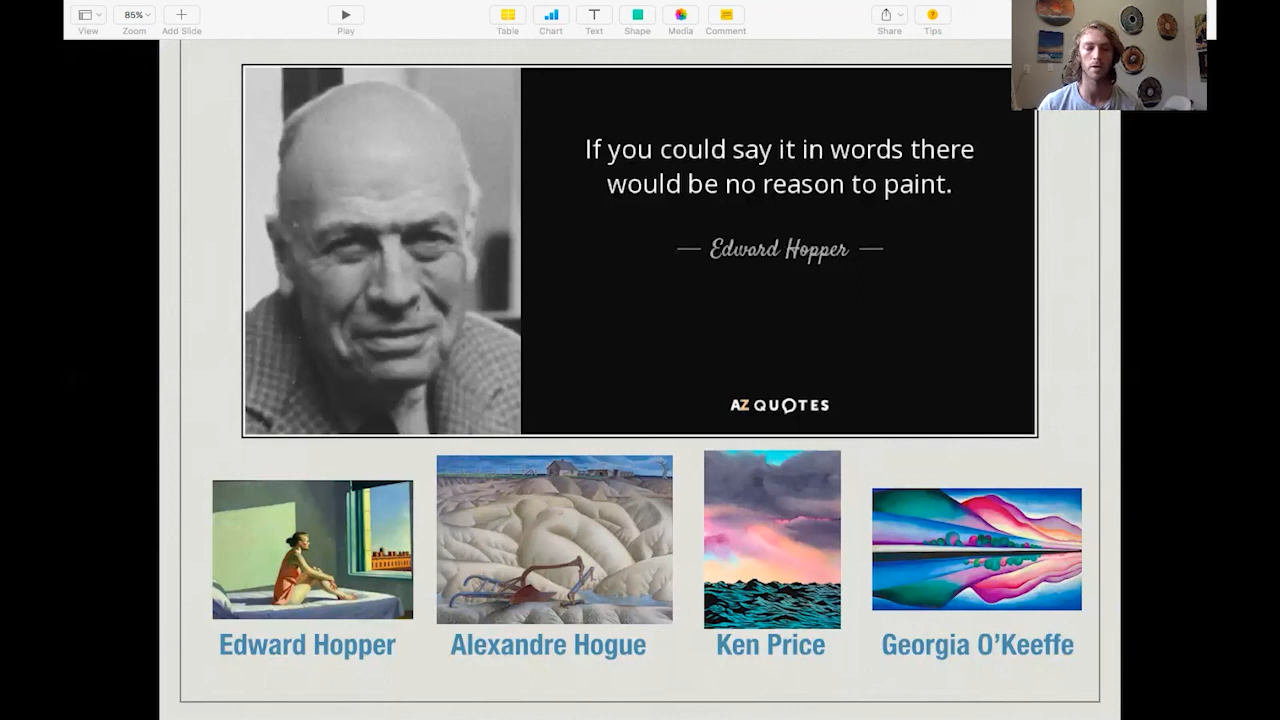 85%
View
Zoom
Add Slide
Play
Table
Chart
Text
Shape
Media
Comment
Share
Tips
If you could say it in words there
would be no reason to paint.
— Edward Hopper —
AZ QUOTES
Edward Hopper
Alexandre Hogue
Ken Price
Georgia O'Keeffe